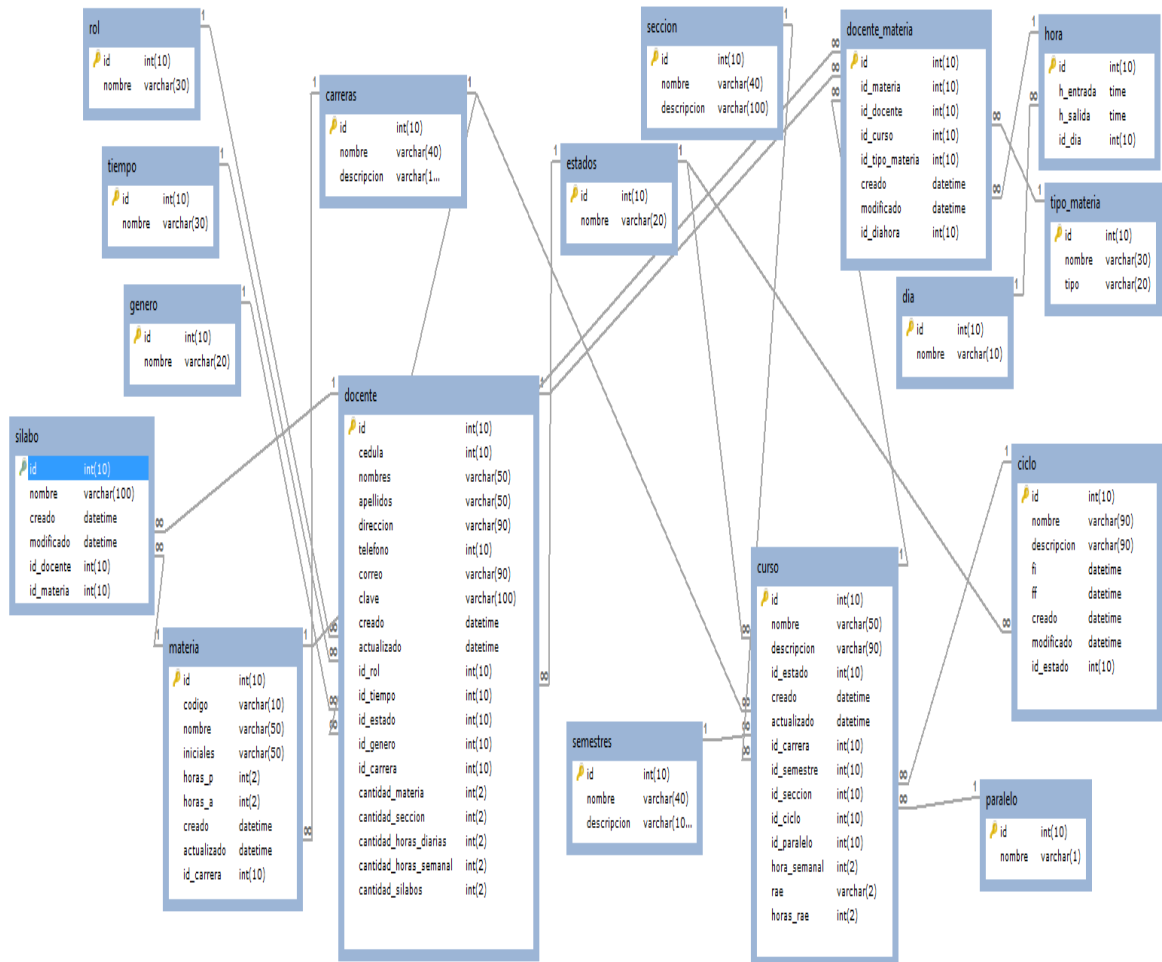 rol
id int(10)
nombre varchar(30)
tiempo
id int(10)
nombre varchar(30)
genero
id int(10)
nombre varchar(20)
silabo
id int(10)
nombre varchar(100)
creado datetime
modificado datetime
id_docente int(10)
id_materia int(10)
materia
id int(10)
codigo varchar(10)
nombre varchar(50)
iniciales varchar(50)
horas_p int(2)
horas_a int(2)
creado datetime
actualizado datetime
id_carrera int(10)
carreras
id int(10)
nombre varchar(40)
descripcion varchar(1...
docente
id int(10)
cedula int(10)
nombres varchar(50)
apellidos varchar(50)
direccion varchar(90)
telefono int(10)
correo varchar(90)
clave varchar(100)
creado datetime
actualizado datetime
id_rol int(10)
id_tiempo int(10)
id_estado int(10)
id_genero int(10)
id_carrera int(10)
cantidad_materia int(2)
cantidad_seccion int(2)
cantidad_horas_diarias int(2)
cantidad_horas_semanal int(2)
cantidad_silabos int(2)
seccion
id int(10)
nombre varchar(40)
descripcion varchar(100)
estados
id int(10)
nombre varchar(20)
docente_materia
id int(10)
id_materia int(10)
id_docente int(10)
id_curso int(10)
id_tipo_materia int(10)
creado datetime
modificado datetime
id_diahora int(10)
hora
id int(10)
h_entrada time
h_salida time
id_dia int(10)
tipo_materia
id int(10)
nombre varchar(30)
tipo varchar(20)
dia
id int(10)
nombre varchar(10)
ciclo
id int(10)
nombre varchar(90)
descripcion varchar(90)
fi datetime
ff datetime
creado datetime
modificado datetime
id_estado int(10)
curso
id int(10)
nombre varchar(50)
descripcion varchar(90)
id_estado int(10)
creado datetime
actualizado datetime
id_carrera int(10)
id_semestre int(10)
id_seccion int(10)
id_ciclo int(10)
id_paralelo int(10)
hora_semanal int(2)
rae varchar(2)
horas_rae int(2)
semestres
id int(10)
nombre varchar(40)
descripcion varchar(10...
paralelo
id int(10)
nombre varchar(1)